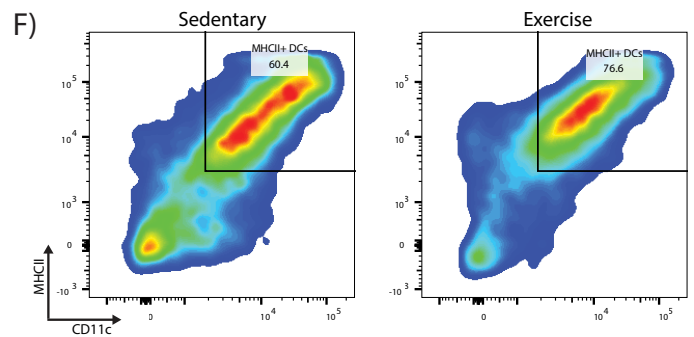 F)
Sedentary
Exercise
MHCII+ DCs
60.4
MHCII+ DCs
76.6
10⁵
10⁴
10³
0
-10³
10⁵
10⁴
10³
0
-10³
MHCII
CD11c
0
10⁴
10⁵
0
10⁴
10⁵